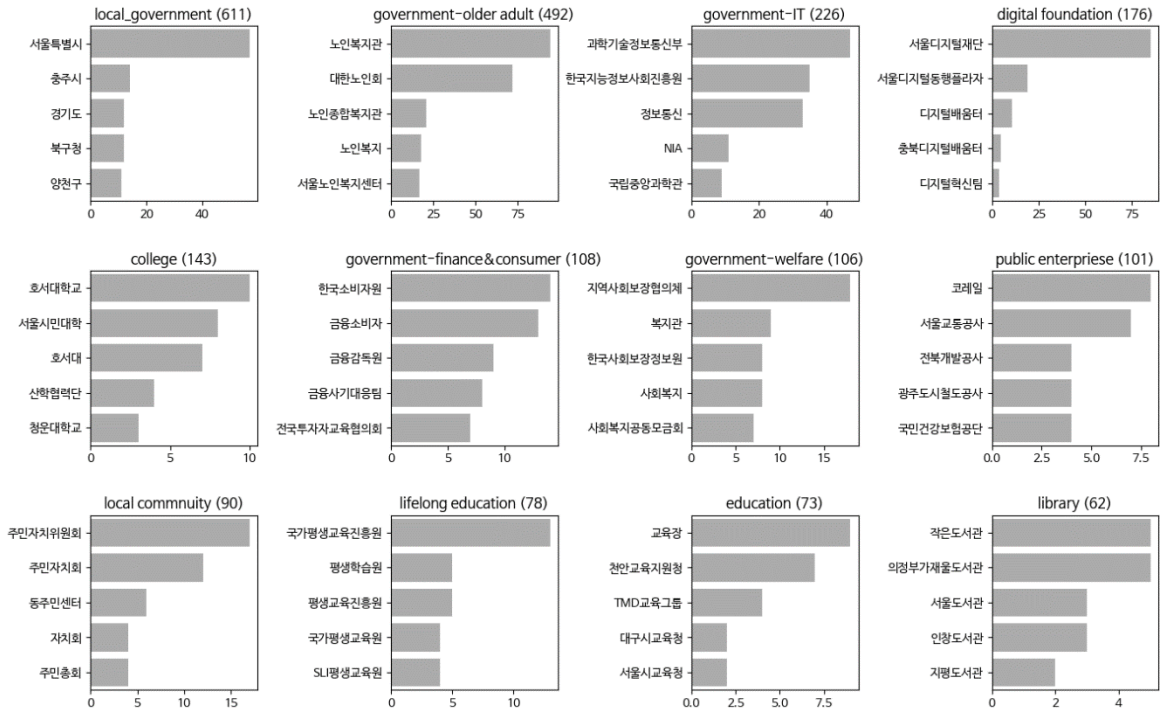 local_government (611)
서울특별시
충주시
경기도
북구청
양천구
0 20 40
government-older adult (492)
노인복지관
대한노인회
노인종합복지관
노인복지
서울노인복지센터
0 25 50 75
government-IT (226)
과학기술정보통신부
한국지능정보사회진흥원
정보통신
NIA
국립중앙과학관
0 20 40
digital foundation (176)
서울디지털재단
서울디지털동행플라자
디지털배움터
충북디지털배움터
디지털혁신팀
0 25 50 75
college (143)
호서대학교
서울시민대학
호서대
산학협력단
청운대학교
0 5 10
government-finance&consumer (108)
한국소비자원
금융소비자
금융감독원
금융사기대응팀
전국투자자교육협의회
0 5 10
government-welfare (106)
지역사회보장협의체
복지관
한국사회보장정보원
사회복지
사회복지공동모금회
0 5 10 15
public enterpriese (101)
코레일
서울교통공사
전북개발공사
광주도시철도공사
국민건강보험공단
0.0 2.5 5.0 7.5
local commnuity (90)
주민자치위원회
주민자치회
동주민센터
자치회
주민총회
0 5 10 15
lifelong education (78)
국가평생교육진흥원
평생학습원
평생교육진흥원
국가평생교육원
SLI평생교육원
0 5 10
education (73)
교육장
천안교육지원청
TMD교육그룹
대구시교육청
서울시교육청
0.0 2.5 5.0 7.5
library (62)
작은도서관
의정부가재울도서관
서울도서관
인창도서관
지평도서관
0 2 4